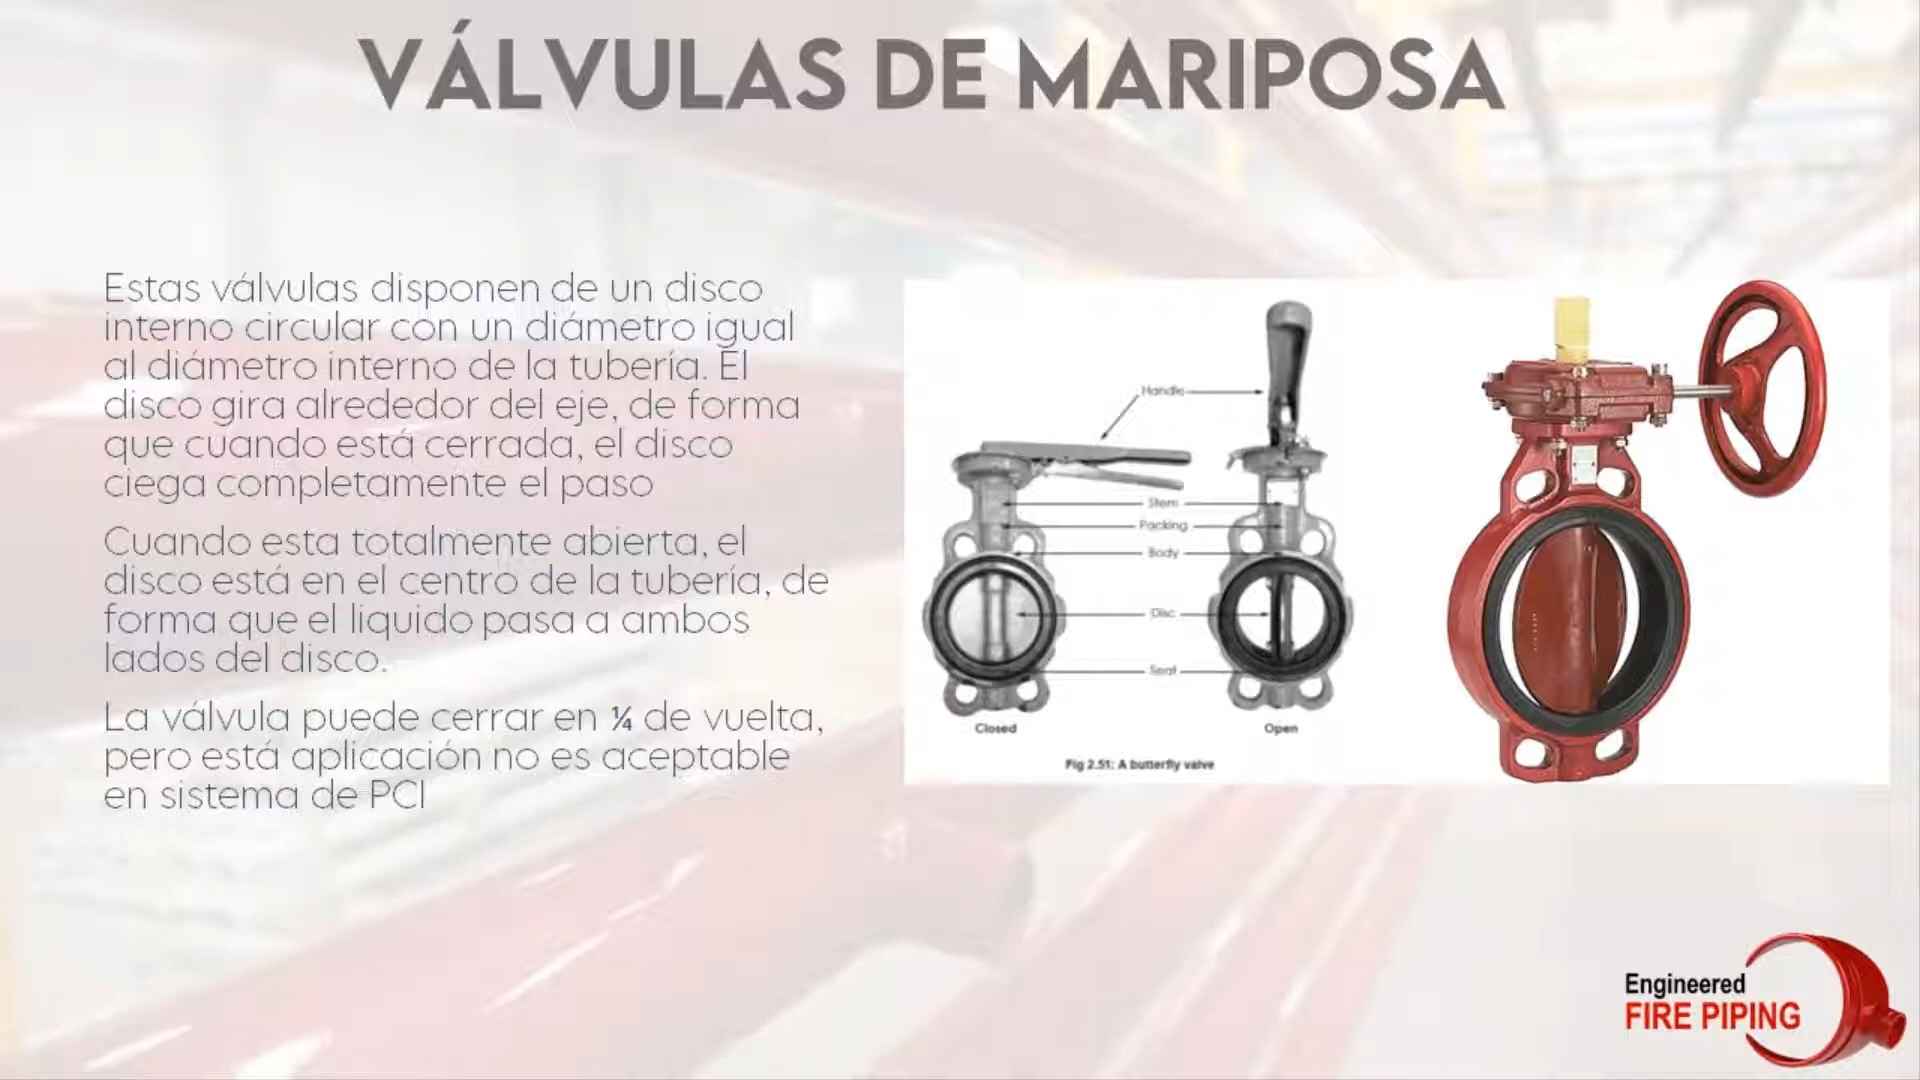 VÁLVULAS DE MARIPOSA
Estas válvulas disponen de un disco
interno circular con un diámetro igual
al diámetro interno de la tubería. El
disco gira alrededor del eje, de forma
que cuando está cerrada, el disco
ciega completamente el paso
Cuando esta totalmente abierta, el
disco está en el centro de la tubería, de
forma que el liquido pasa a ambos
lados del disco.
La válvula puede cerrar en ¼ de vuelta,
pero está aplicación no es aceptable
en sistema de PCI
Handle
Stem
Packing
Body
Disc
Seat
Closed
Open
Fig 2.51: A butterfly valve
Engineered
FIRE PIPING